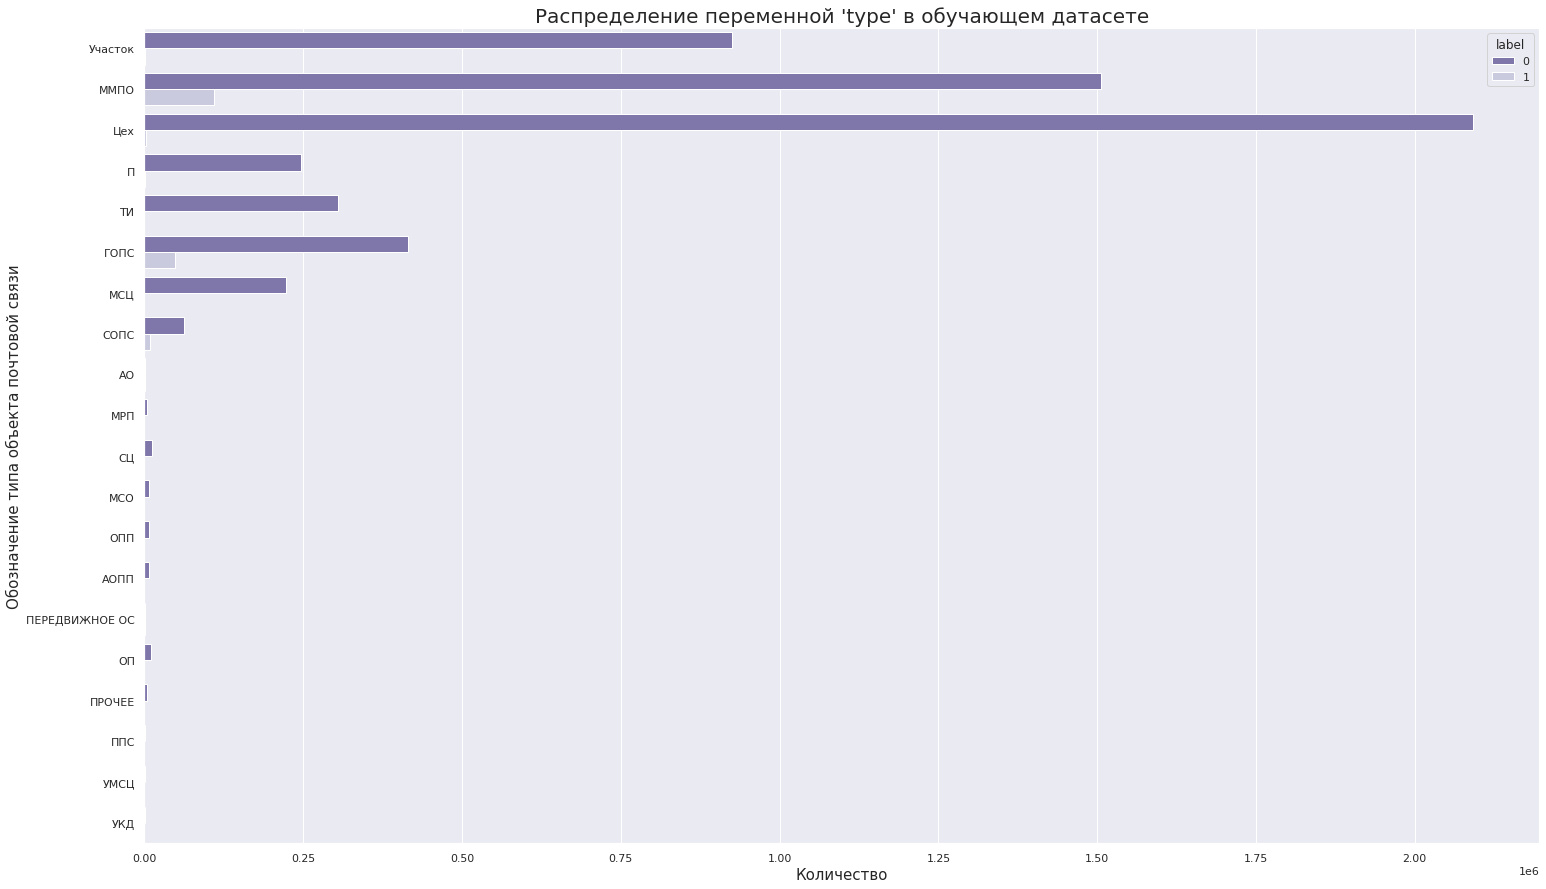 Распределение переменной 'type' в обучающем датасете
label
0
1
Обозначение типа объекта почтовой связи
Участок
ММПО
Цех
П
ТИ
ГОПС
МСЦ
СОПС
АО
МРП
СЦ
МСО
ОПП
АОПП
ПЕРЕДВИЖНОЕ ОС
ОП
ПРОЧЕЕ
ППС
УМСЦ
УКД
0.00 0.25 0.50 0.75 1.00 1.25 1.50 1.75 2.00
1e6
Количество